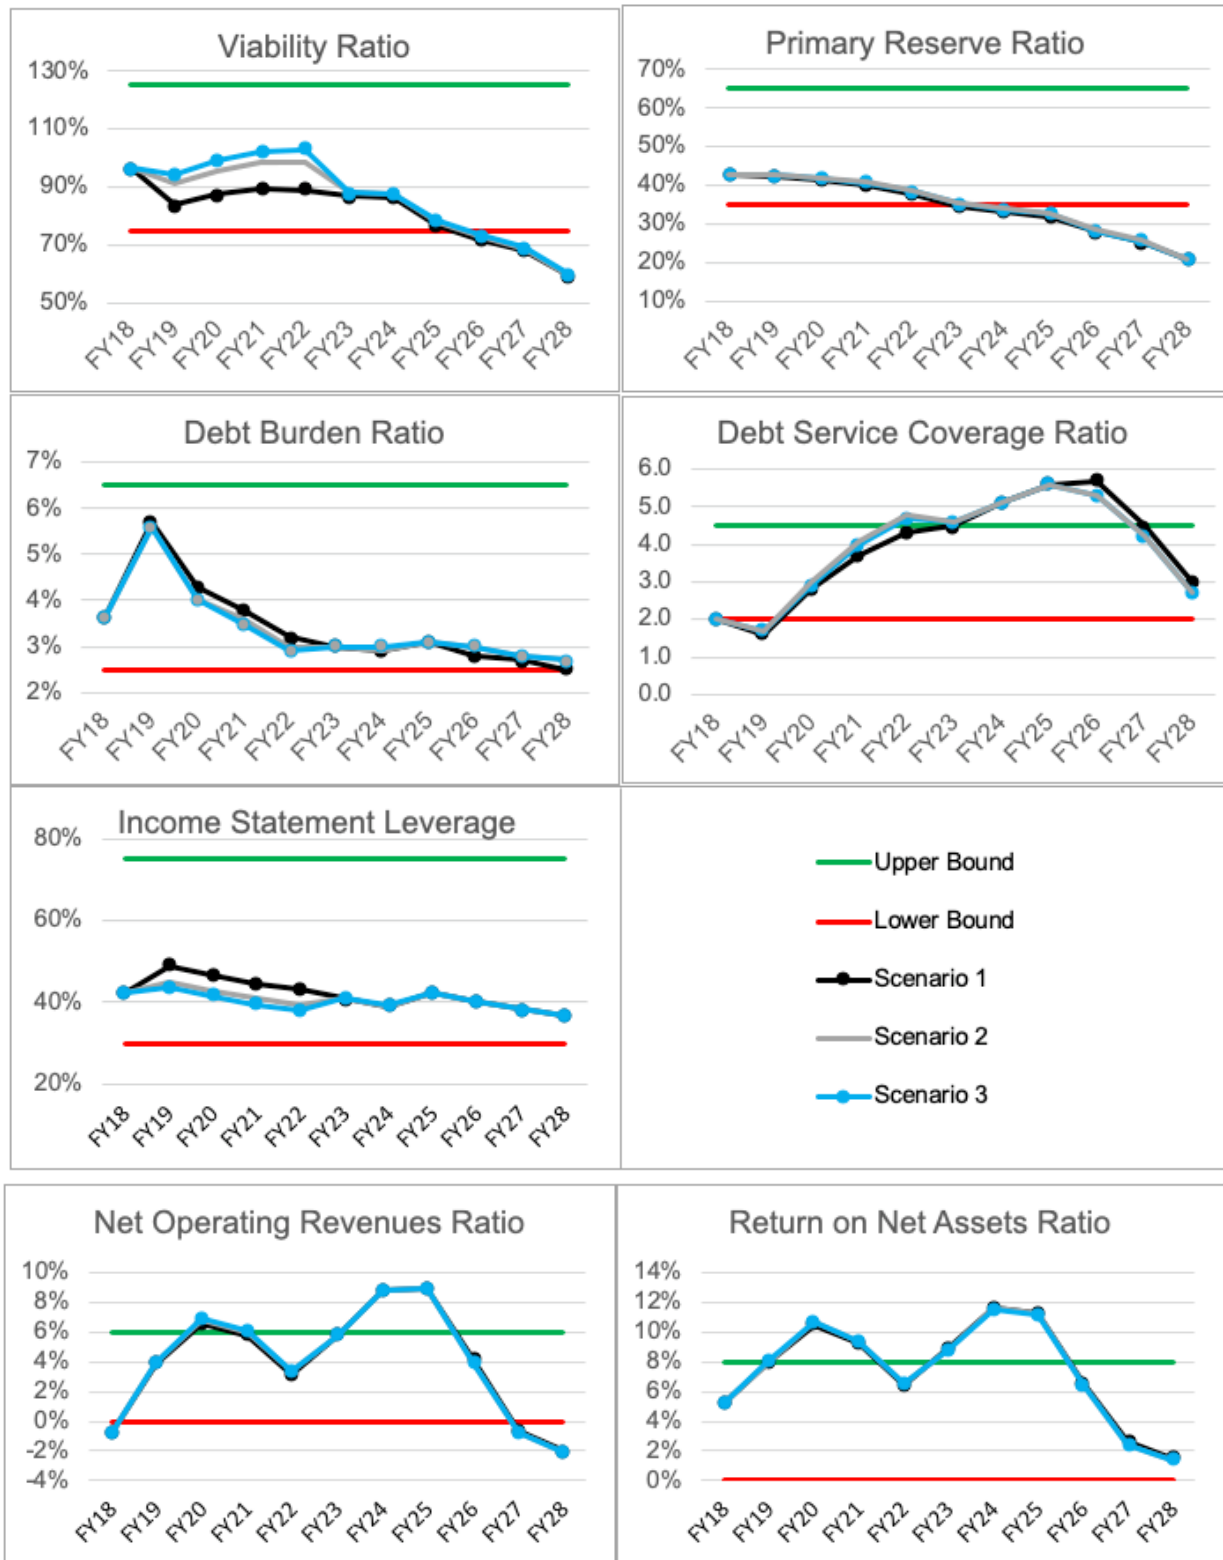 Viability Ratio
130%
110%
90%
70%
50%
FY18 FY19 FY20 FY21 FY22 FY23 FY24 FY25 FY26 FY27 FY28
Primary Reserve Ratio
70%
60%
50%
40%
30%
20%
10%
FY18 FY19 FY20 FY21 FY22 FY23 FY24 FY25 FY26 FY27 FY28
Debt Burden Ratio
7%
6%
5%
4%
3%
2%
FY18 FY19 FY20 FY21 FY22 FY23 FY24 FY25 FY26 FY27 FY28
Debt Service Coverage Ratio
6.0
5.0
4.0
3.0
2.0
1.0
0.0
FY18 FY19 FY20 FY21 FY22 FY23 FY24 FY25 FY26 FY27 FY28
Income Statement Leverage
80%
60%
40%
20%
FY18 FY19 FY20 FY21 FY22 FY23 FY24 FY25 FY26 FY27 FY28
Upper Bound
Lower Bound
Scenario 1
Scenario 2
Scenario 3
Net Operating Revenues Ratio
10%
8%
6%
4%
2%
0%
-2%
-4%
FY18 FY19 FY20 FY21 FY22 FY23 FY24 FY25 FY26 FY27 FY28
Return on Net Assets Ratio
14%
12%
10%
8%
6%
4%
2%
0%
FY18 FY19 FY20 FY21 FY22 FY23 FY24 FY25 FY26 FY27 FY28